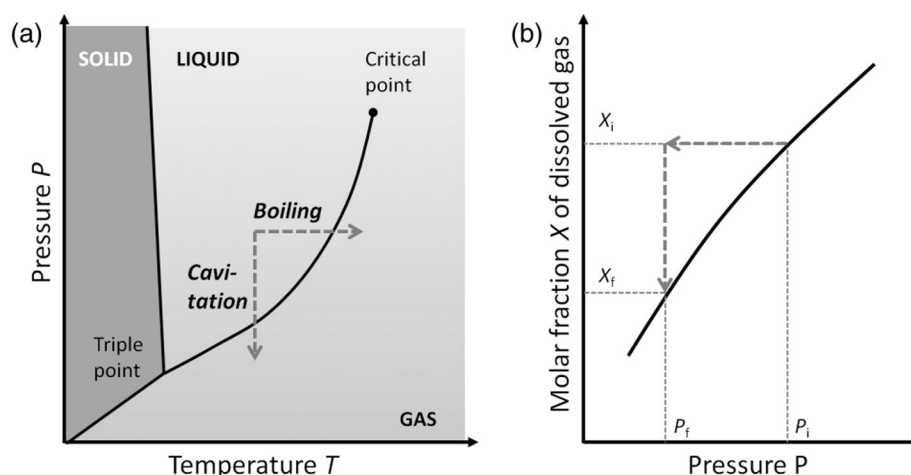 (a)
SOLID
LIQUID
Critical
point
Boiling
Cavi-
tation
Triple
point
GAS
Pressure P
Temperature T
(b)
Molar fraction X of dissolved gas
Xi
Xf
Pf
Pi
Pressure P